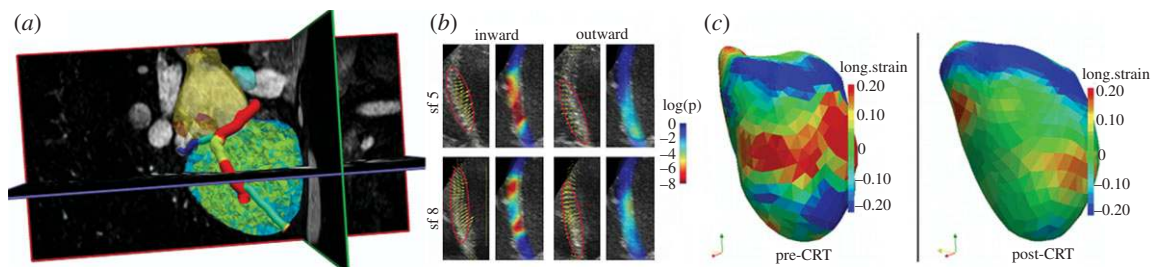 (a)
(b)
inward
outward
sf 5
sf 8
log(p)
0
–2
–4
–6
–8
(c)
long.strain
0.20
0.10
0
–0.10
–0.20
pre-CRT
long.strain
0.20
0.10
0
–0.10
–0.20
post-CRT